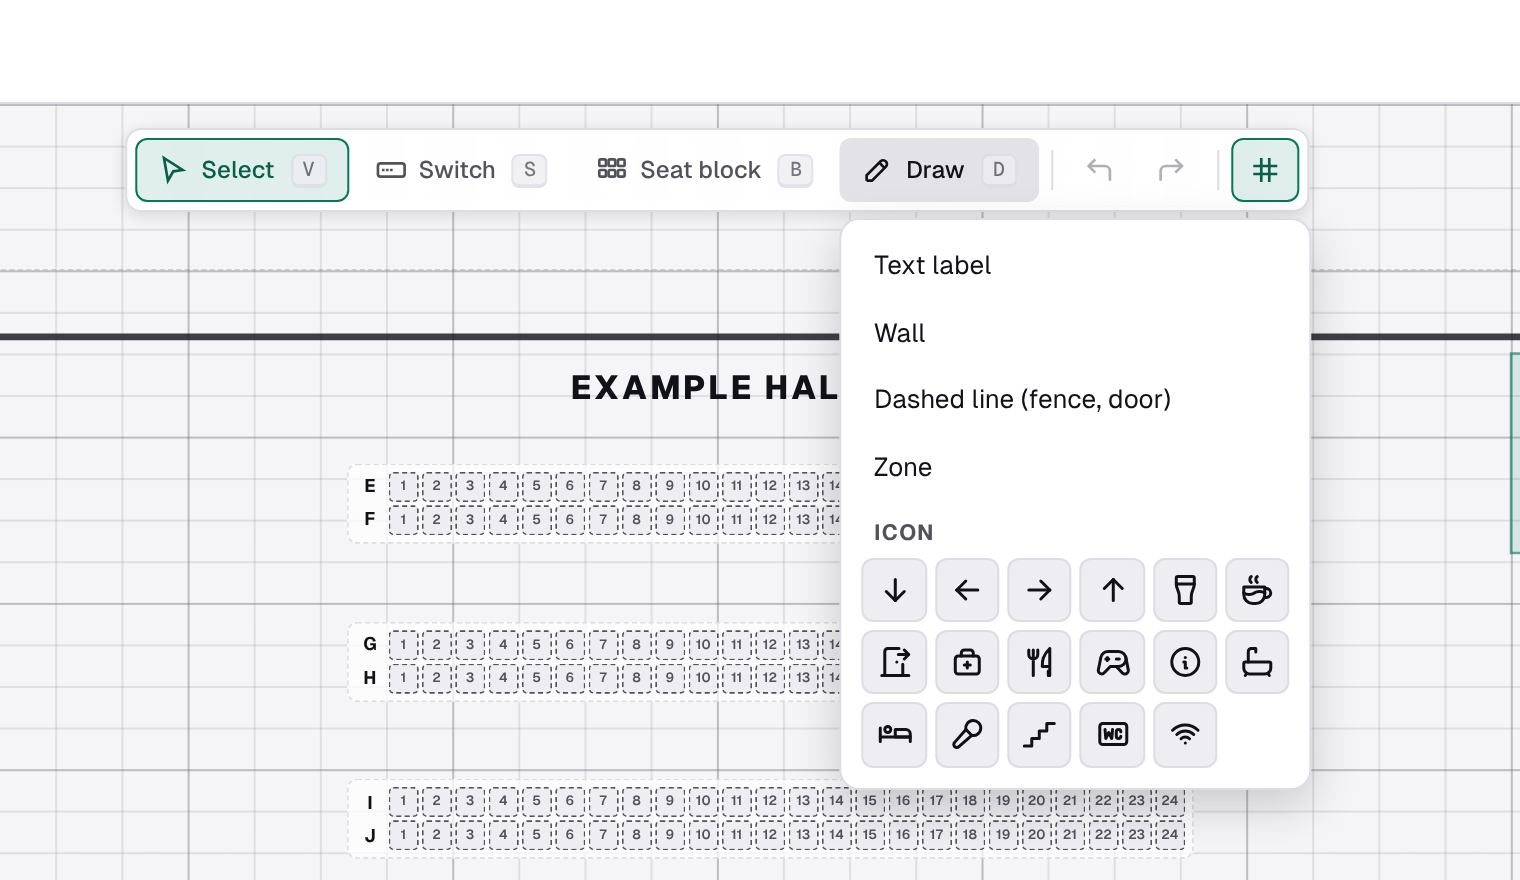 Select V Switch S Seat block B Draw D
Text label
Wall
EXAMPLE HAL
Dashed line (fence, door)
Zone
ICON
E 1 2 3 4 5 6 7 8 9 10 11 12 13 14
F 1 2 3 4 5 6 7 8 9 10 11 12 13 14
G 1 2 3 4 5 6 7 8 9 10 11 12 13 14
H 1 2 3 4 5 6 7 8 9 10 11 12 13 14
WC
I 1 2 3 4 5 6 7 8 9 10 11 12 13 14 15 16 17 18 19 20 21 22 23 24
J 1 2 3 4 5 6 7 8 9 10 11 12 13 14 15 16 17 18 19 20 21 22 23 24